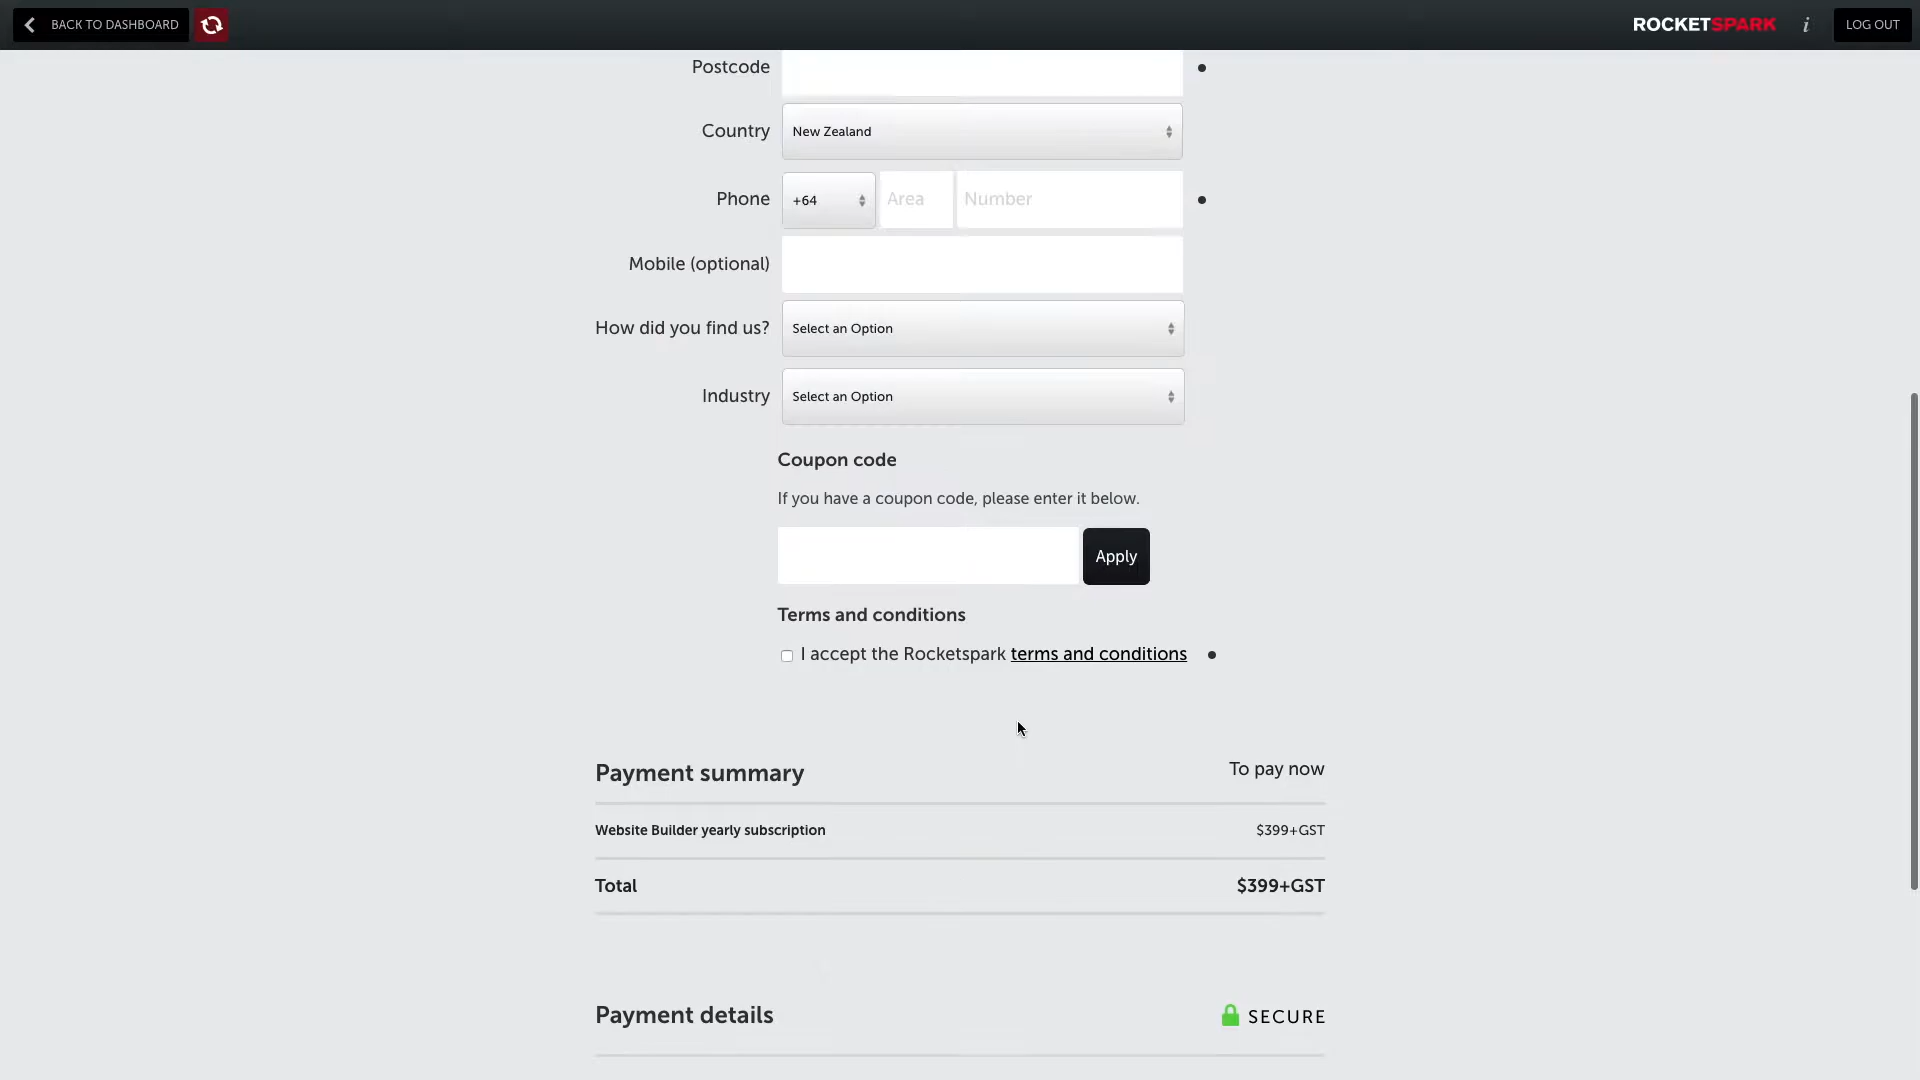 BACK TO DASHBOARD
ROCKETSPARK i LOG OUT
Postcode
Country New Zealand
Phone +64 Area Number
Mobile (optional)
How did you find us? Select an Option
Industry Select an Option
Coupon code
If you have a coupon code, please enter it below.
Apply
Terms and conditions
I accept the Rocketspark terms and conditions
Payment summary To pay now
Website Builder yearly subscription $399+GST
Total $399+GST
Payment details SECURE